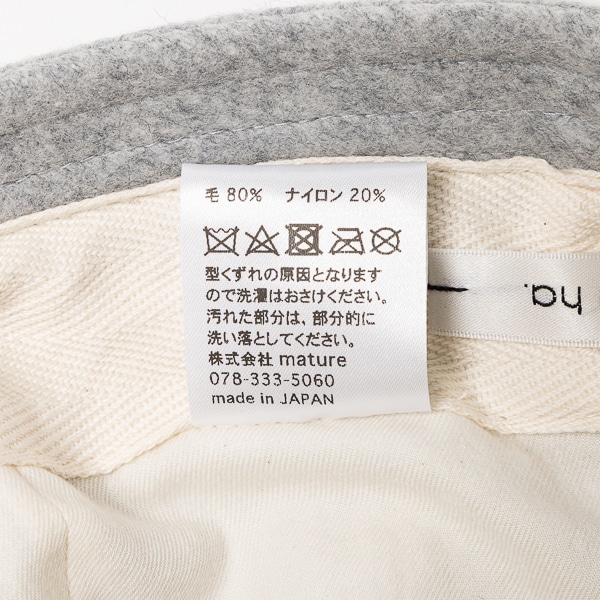 毛 80% ナイロン 20%
型くずれの原因となります
ので洗濯はおさけください。
汚れた部分は、部分的に
洗い落としてください。
株式会社 mature
078-333-5060
made in JAPAN
ha.